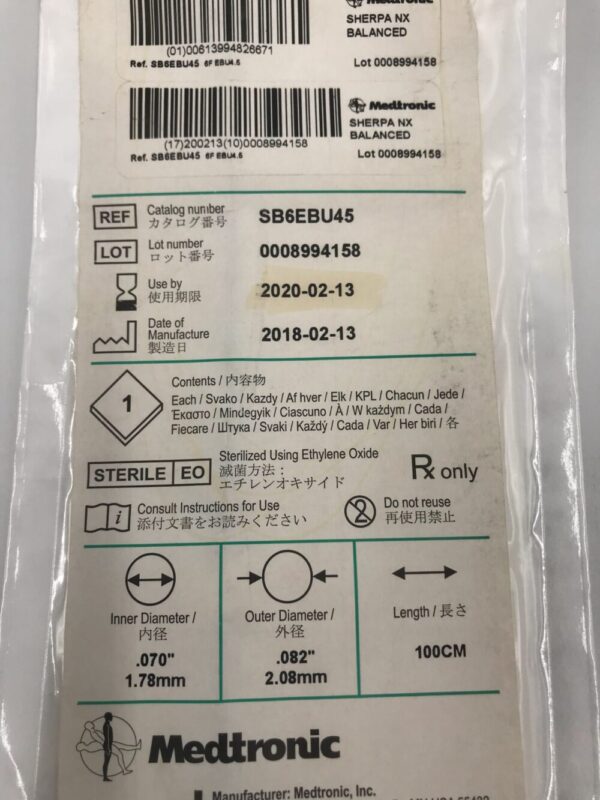 Medtronic
SHERPA NX
BALANCED
(01)00613994826671
Ref. SB6EBU45 6F EBU4.5
Lot 0008994158
Medtronic
SHERPA NX
BALANCED
(17)200213(10)0008994158
Ref. SB6EBU45 6F EBU4.5
Lot 0008994158
REF Catalog number SB6EBU45
カタログ番号
LOT Lot number 0008994158
ロット番号
Use by 2020-02-13
使用期限
Date of
Manufacture 2018-02-13
製造日
Contents / 内容物
1
Each / Svako / Kazdy / Af hver / Elk / KPL / Chacun / Jede /
Έκαστο / Mindegyik / Ciascuno / À / W każdym / Cada /
Fiecare / Штука / Svaki / Každý / Cada / Var / Her biri / 各
STERILE EO
Sterilized Using Ethylene Oxide
滅菌方法：
エチレンオキサイド
Rx only
i
Consult Instructions for Use
添付文書をお読みください
2
Do not reuse
再使用禁止
Inner Diameter /
内径
.070"
1.78mm
Outer Diameter /
外径
.082"
2.08mm
Length / 長さ
100CM
Medtronic
Manufacturer: Medtronic, Inc.